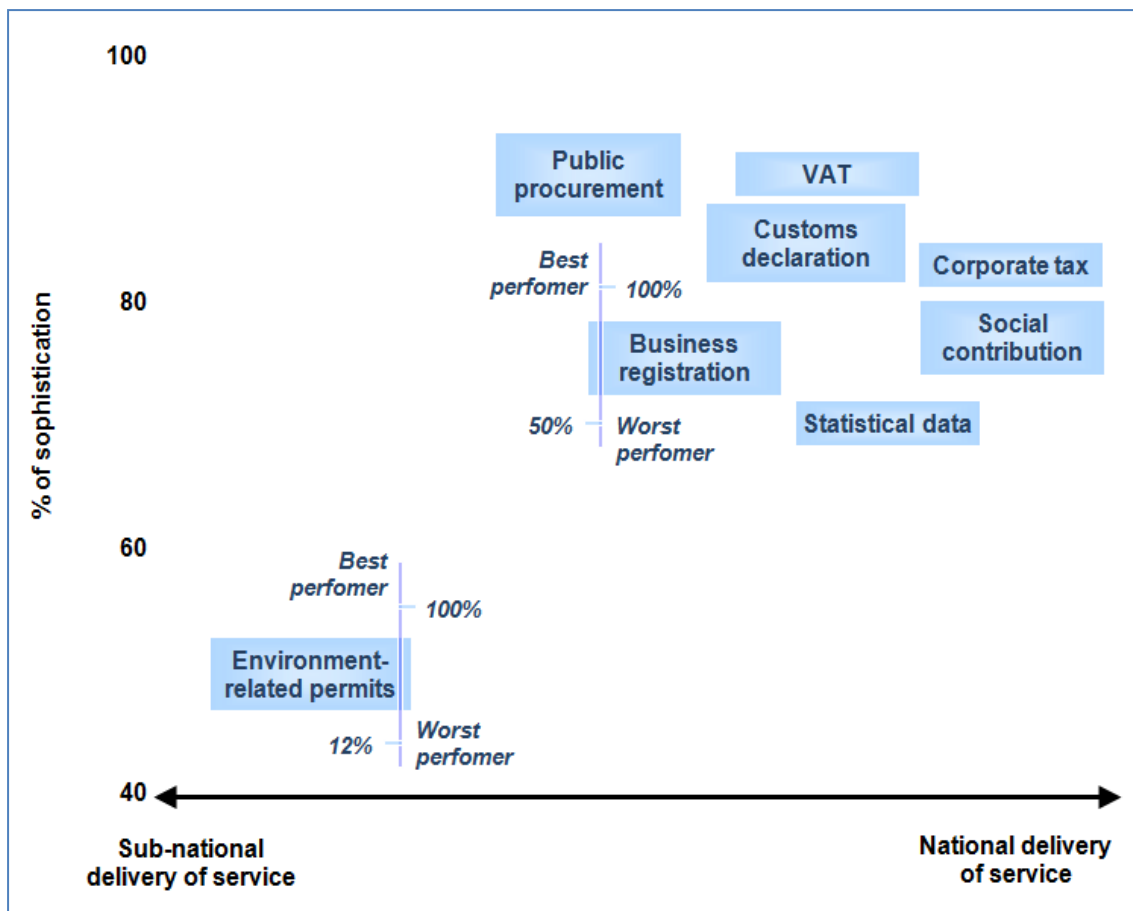 100
Public
procurement
VAT
Customs
declaration
Best
perfomer
100%
Corporate tax
80
Social
contribution
Business
registration
50%
Worst
perfomer
Statistical data
% of sophistication
60
Best
perfomer
100%
Environment-
related permits
12%
Worst
perfomer
40
Sub-national
delivery of service
National delivery
of service